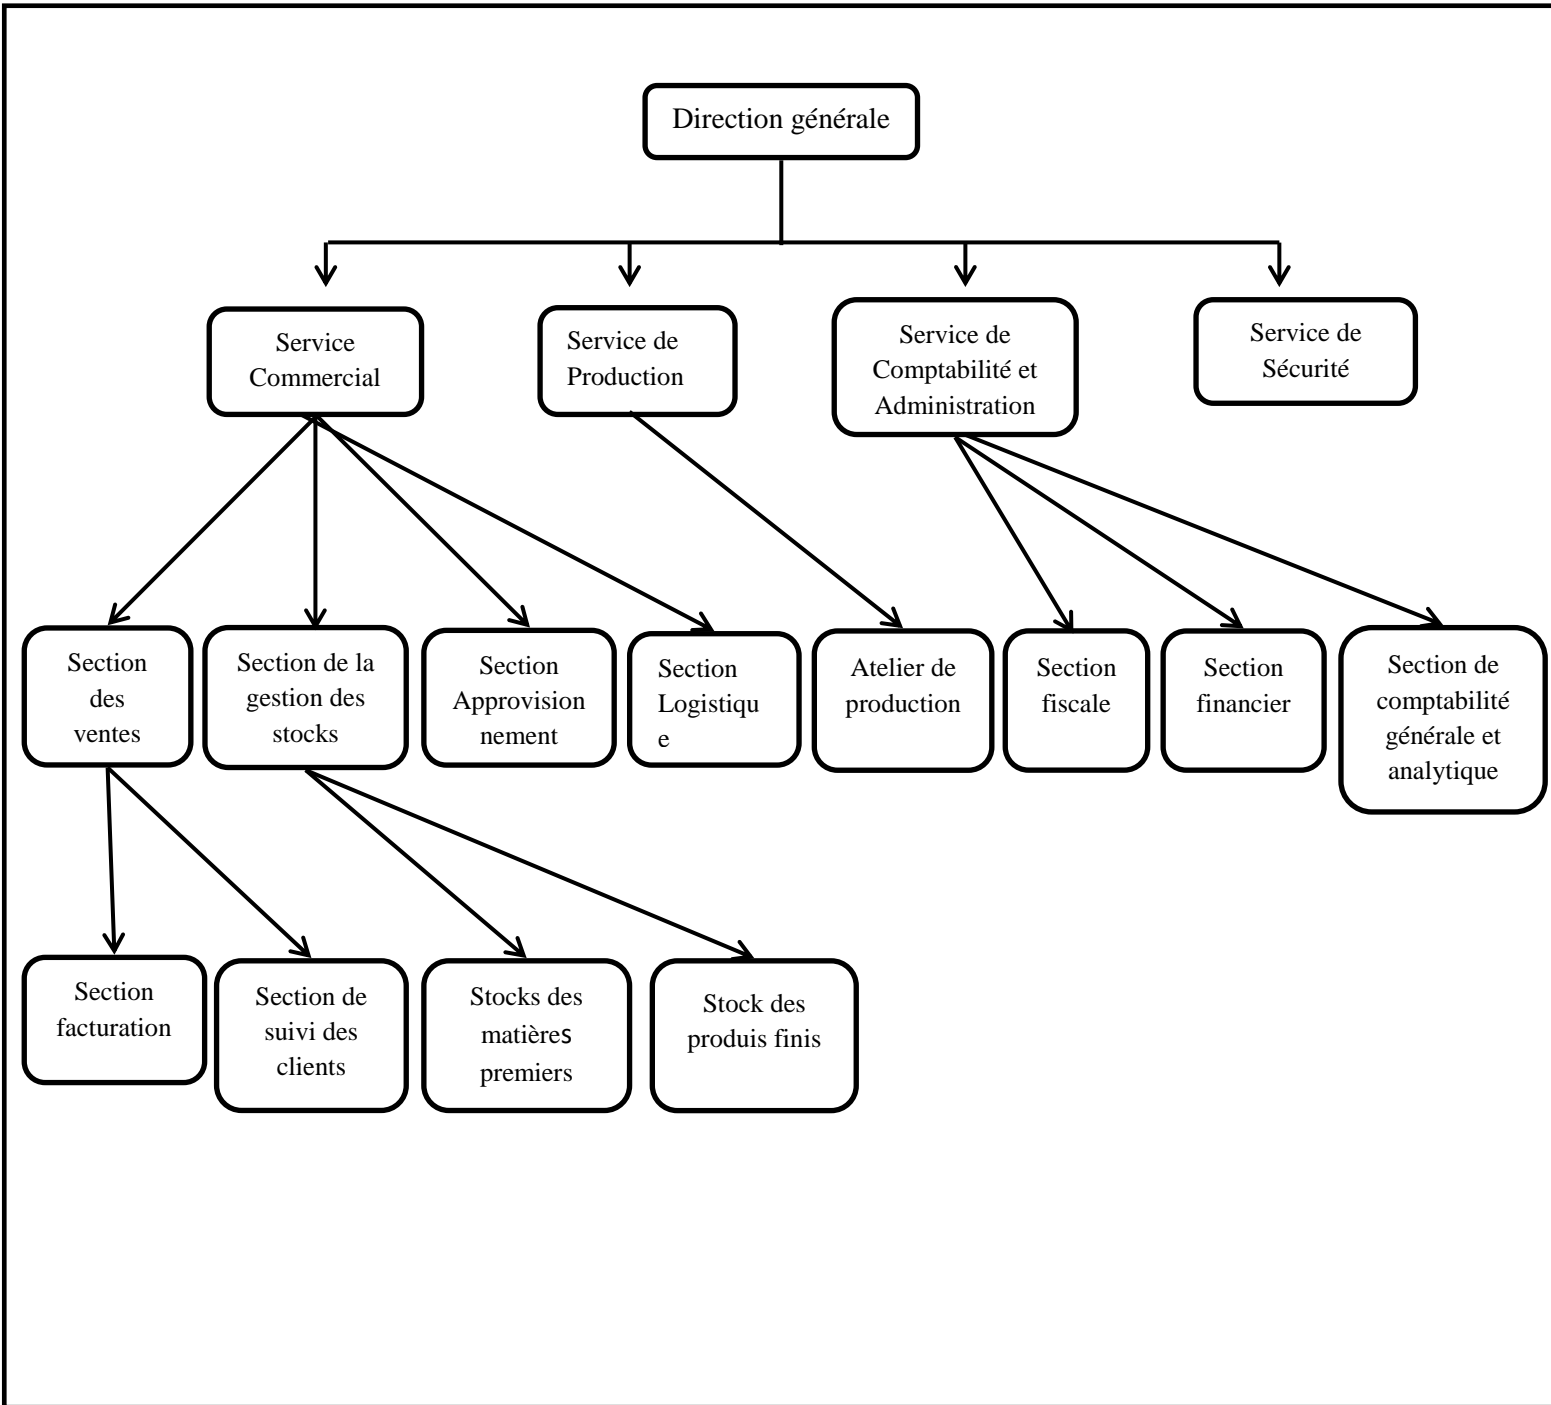 Direction générale
Service
Commercial
Service de
Production
Service de
Comptabilité et
Administration
Service de
Sécurité
Section
des
ventes
Section de la
gestion des
stocks
Section
Approvision
nement
Section
Logistiqu
e
Atelier de
production
Section
fiscale
Section
financier
Section de
comptabilité
générale et
analytique
Section
facturation
Section de
suivi des
clients
Stocks des
matières
premiers
Stock des
produis finis